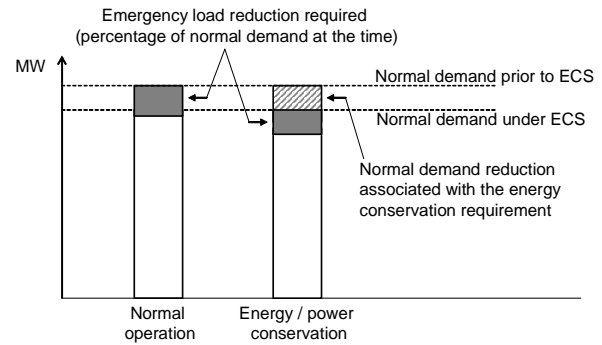 Emergency load reduction required
(percentage of normal demand at the time)
MW
Normal demand prior to ECS
Normal demand under ECS
Normal demand reduction
associated with the energy
conservation requirement
Normal
operation
Energy / power
conservation